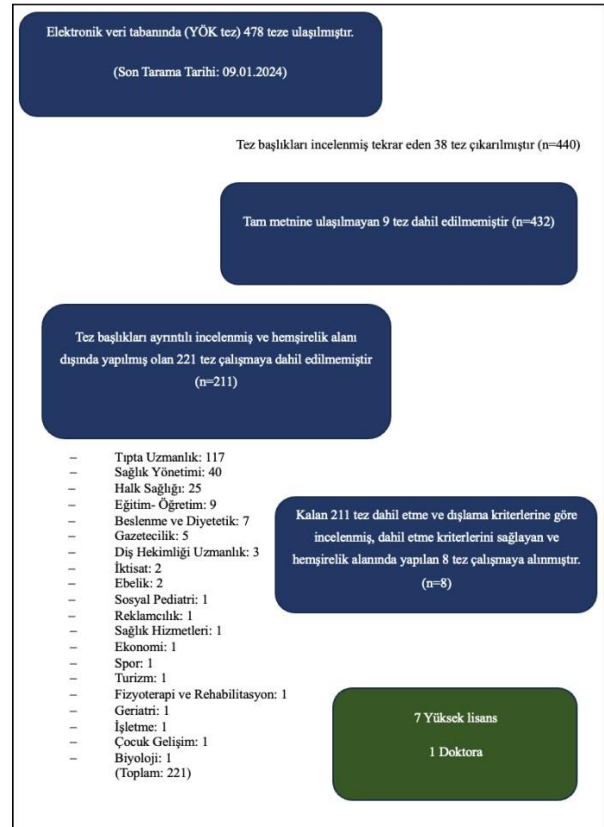 Elektronik veri tabanında (YÖK tez) 478 teze ulaşılmıştır.
(Son Tarama Tarihi: 09.01.2024)
Tez başlıkları incelenmiş tekrar eden 38 tez çıkarılmıştır (n=440)
Tam metnine ulaşılmayan 9 tez dahil edilmemiştir (n=432)
Tez başlıkları ayrıntılı incelenmiş ve hemşirelik alanı
dışında yapılmış olan 221 tez çalışmaya dahil edilmemiştir
(n=211)
– Tıpta Uzmanlık: 117
– Sağlık Yönetimi: 40
– Halk Sağlığı: 25
– Eğitim- Öğretim: 9
– Beslenme ve Diyetetik: 7
– Gazetecilik: 5
– Diş Hekimliği Uzmanlık: 3
– İktisat: 2
– Ebelik: 2
– Sosyal Pediatri: 1
– Reklamcılık: 1
– Sağlık Hizmetleri: 1
– Ekonomi: 1
– Spor: 1
– Turizm: 1
– Fizyoterapi ve Rehabilitasyon: 1
– Geriatri: 1
– İşletme: 1
– Çocuk Gelişim: 1
– Biyoloji: 1
(Toplam: 221)
Kalan 211 tez dahil etme ve dışlama kriterlerine göre
incelenmiş, dahil etme kriterlerini sağlayan ve
hemşirelik alanında yapılan 8 tez çalışmaya alınmıştır.
(n=8)
7 Yüksek lisans
1 Doktora